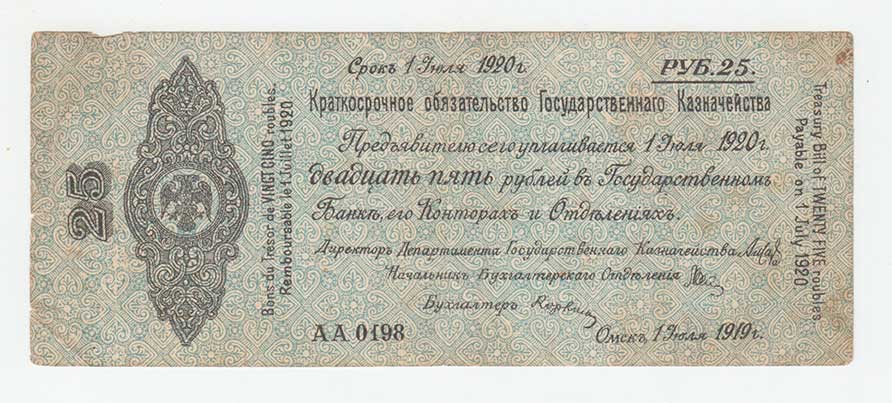 Срокъ 1 Іюля 1920 г.
РУБ. 25.
Краткосрочное обязательство Государственнаго Казначейства
Предъявителю сего уплачивается 1 Іюля 1920 г.
двадцать пять рублей въ Государственномъ
Банкѣ, его Конторахъ и Отдѣленіяхъ.
Директоръ Департамента Государственнаго Казначейства
Начальникъ Бухгалтерскаго Отдѣленія
Бухгалтеръ
АА 0198
Омскъ, 1 Іюля 1919 г.
25
Bons du Trésor de VINGT CINQ roubles.
Remboursable le 1 Juillet 1920
Treasury Bill of TWENTY FIVE roubles.
Payable on 1 July 1920